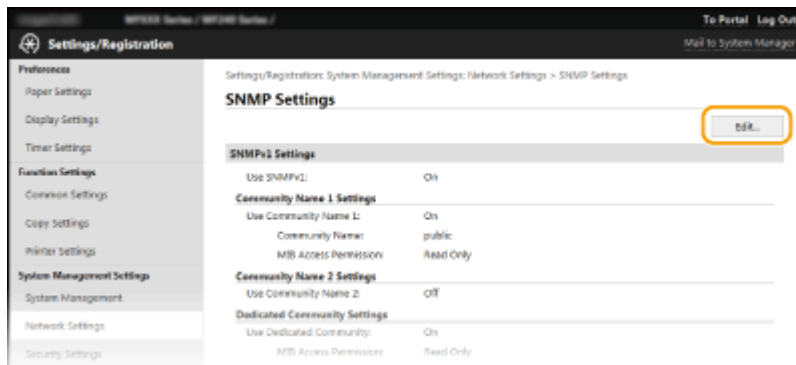 To Portal Log Out
Settings/Registration
Mail to System Manager
Preferences
Paper Settings
Display Settings
Timer Settings
Function Settings
Common Settings
Copy Settings
Printer Settings
System Management Settings
System Management
Network Settings
Security Settings
Settings/Registration: System Management Settings: Network Settings > SNMP Settings
SNMP Settings
Edit...
SNMPv1 Settings
Use SNMPv1: On
Community Name 1 Settings
Use Community Name 1: On
Community Name: public
MIB Access Permission: Read Only
Community Name 2 Settings
Use Community Name 2: Off
Dedicated Community Settings
Use Dedicated Community: On
MIB Access Permission: Read Only